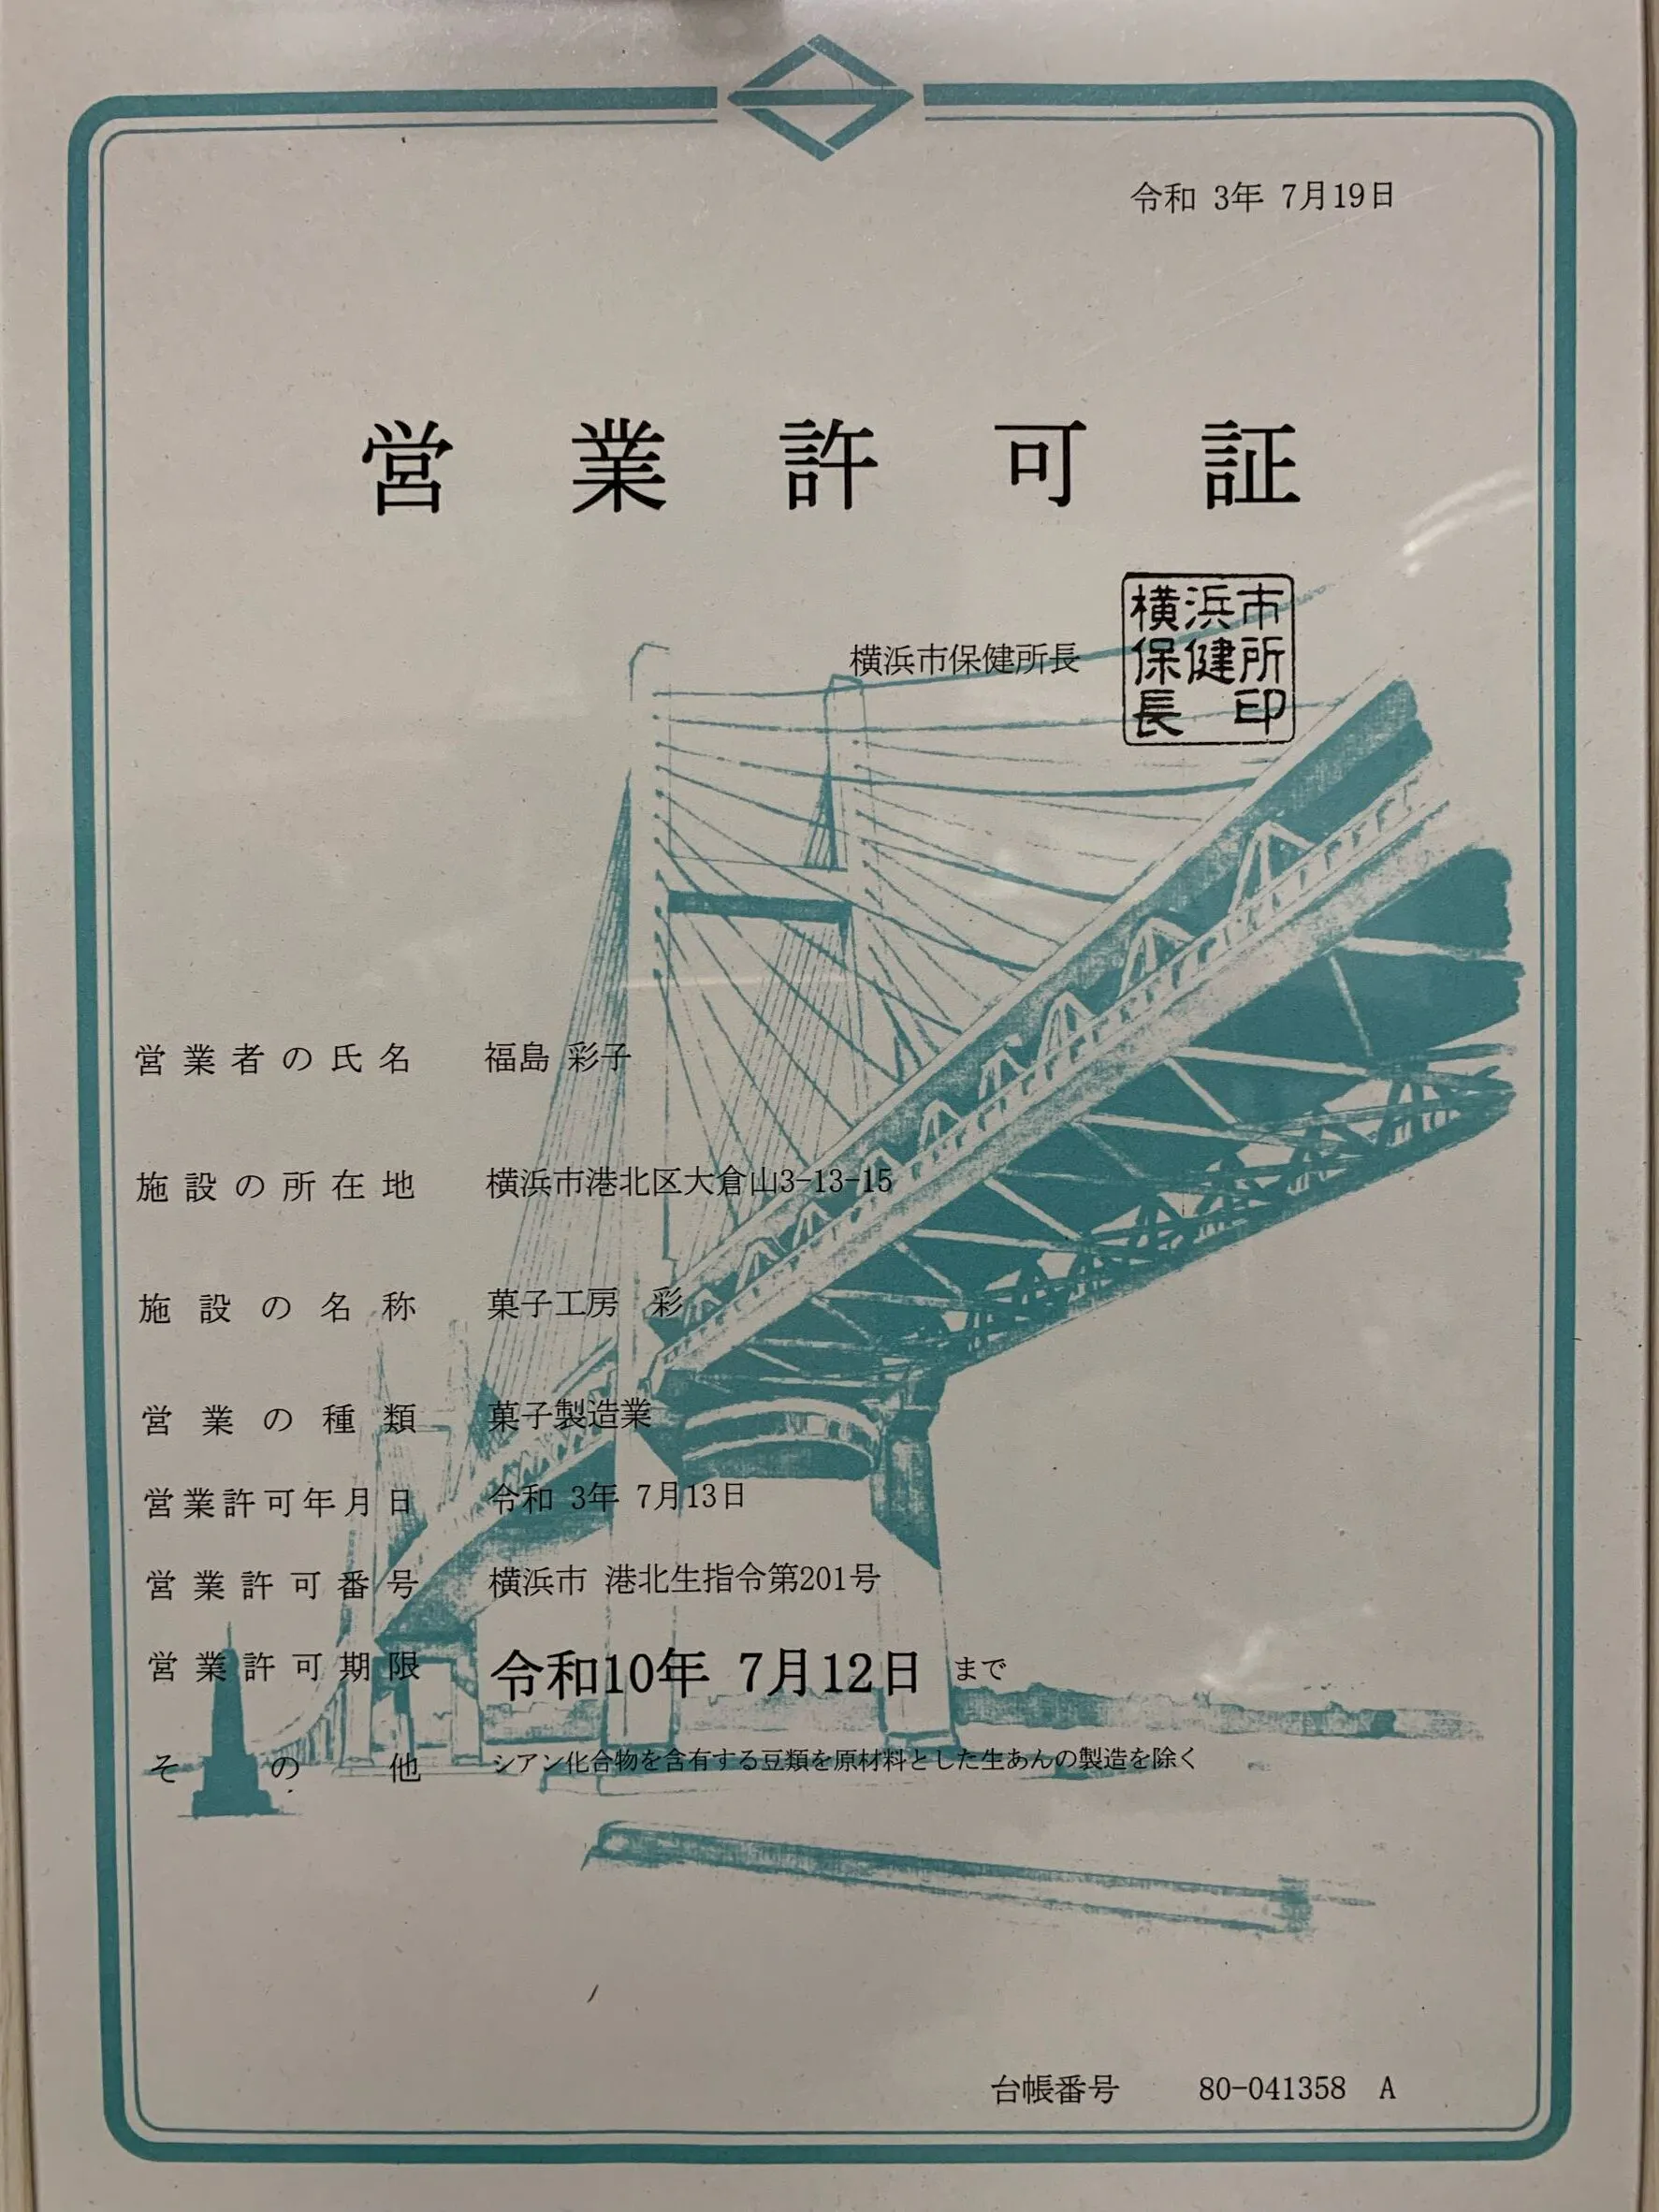 令和 3年 7月19日
営業許可証
横浜市保健所長
横浜市
保健所
長印
営業者の氏名 福島 彩子
施設の所在地 横浜市港北区大倉山3-13-15
施設の名称 菓子工房 彩
営業の種類 菓子製造業
営業許可年月日 令和 3年 7月13日
営業許可番号 横浜市 港北生指令第201号
営業許可期限 令和10年 7月12日 まで
その他 シアン化合物を含有する豆類を原材料とした生あんの製造を除く
台帳番号 80-041358 A